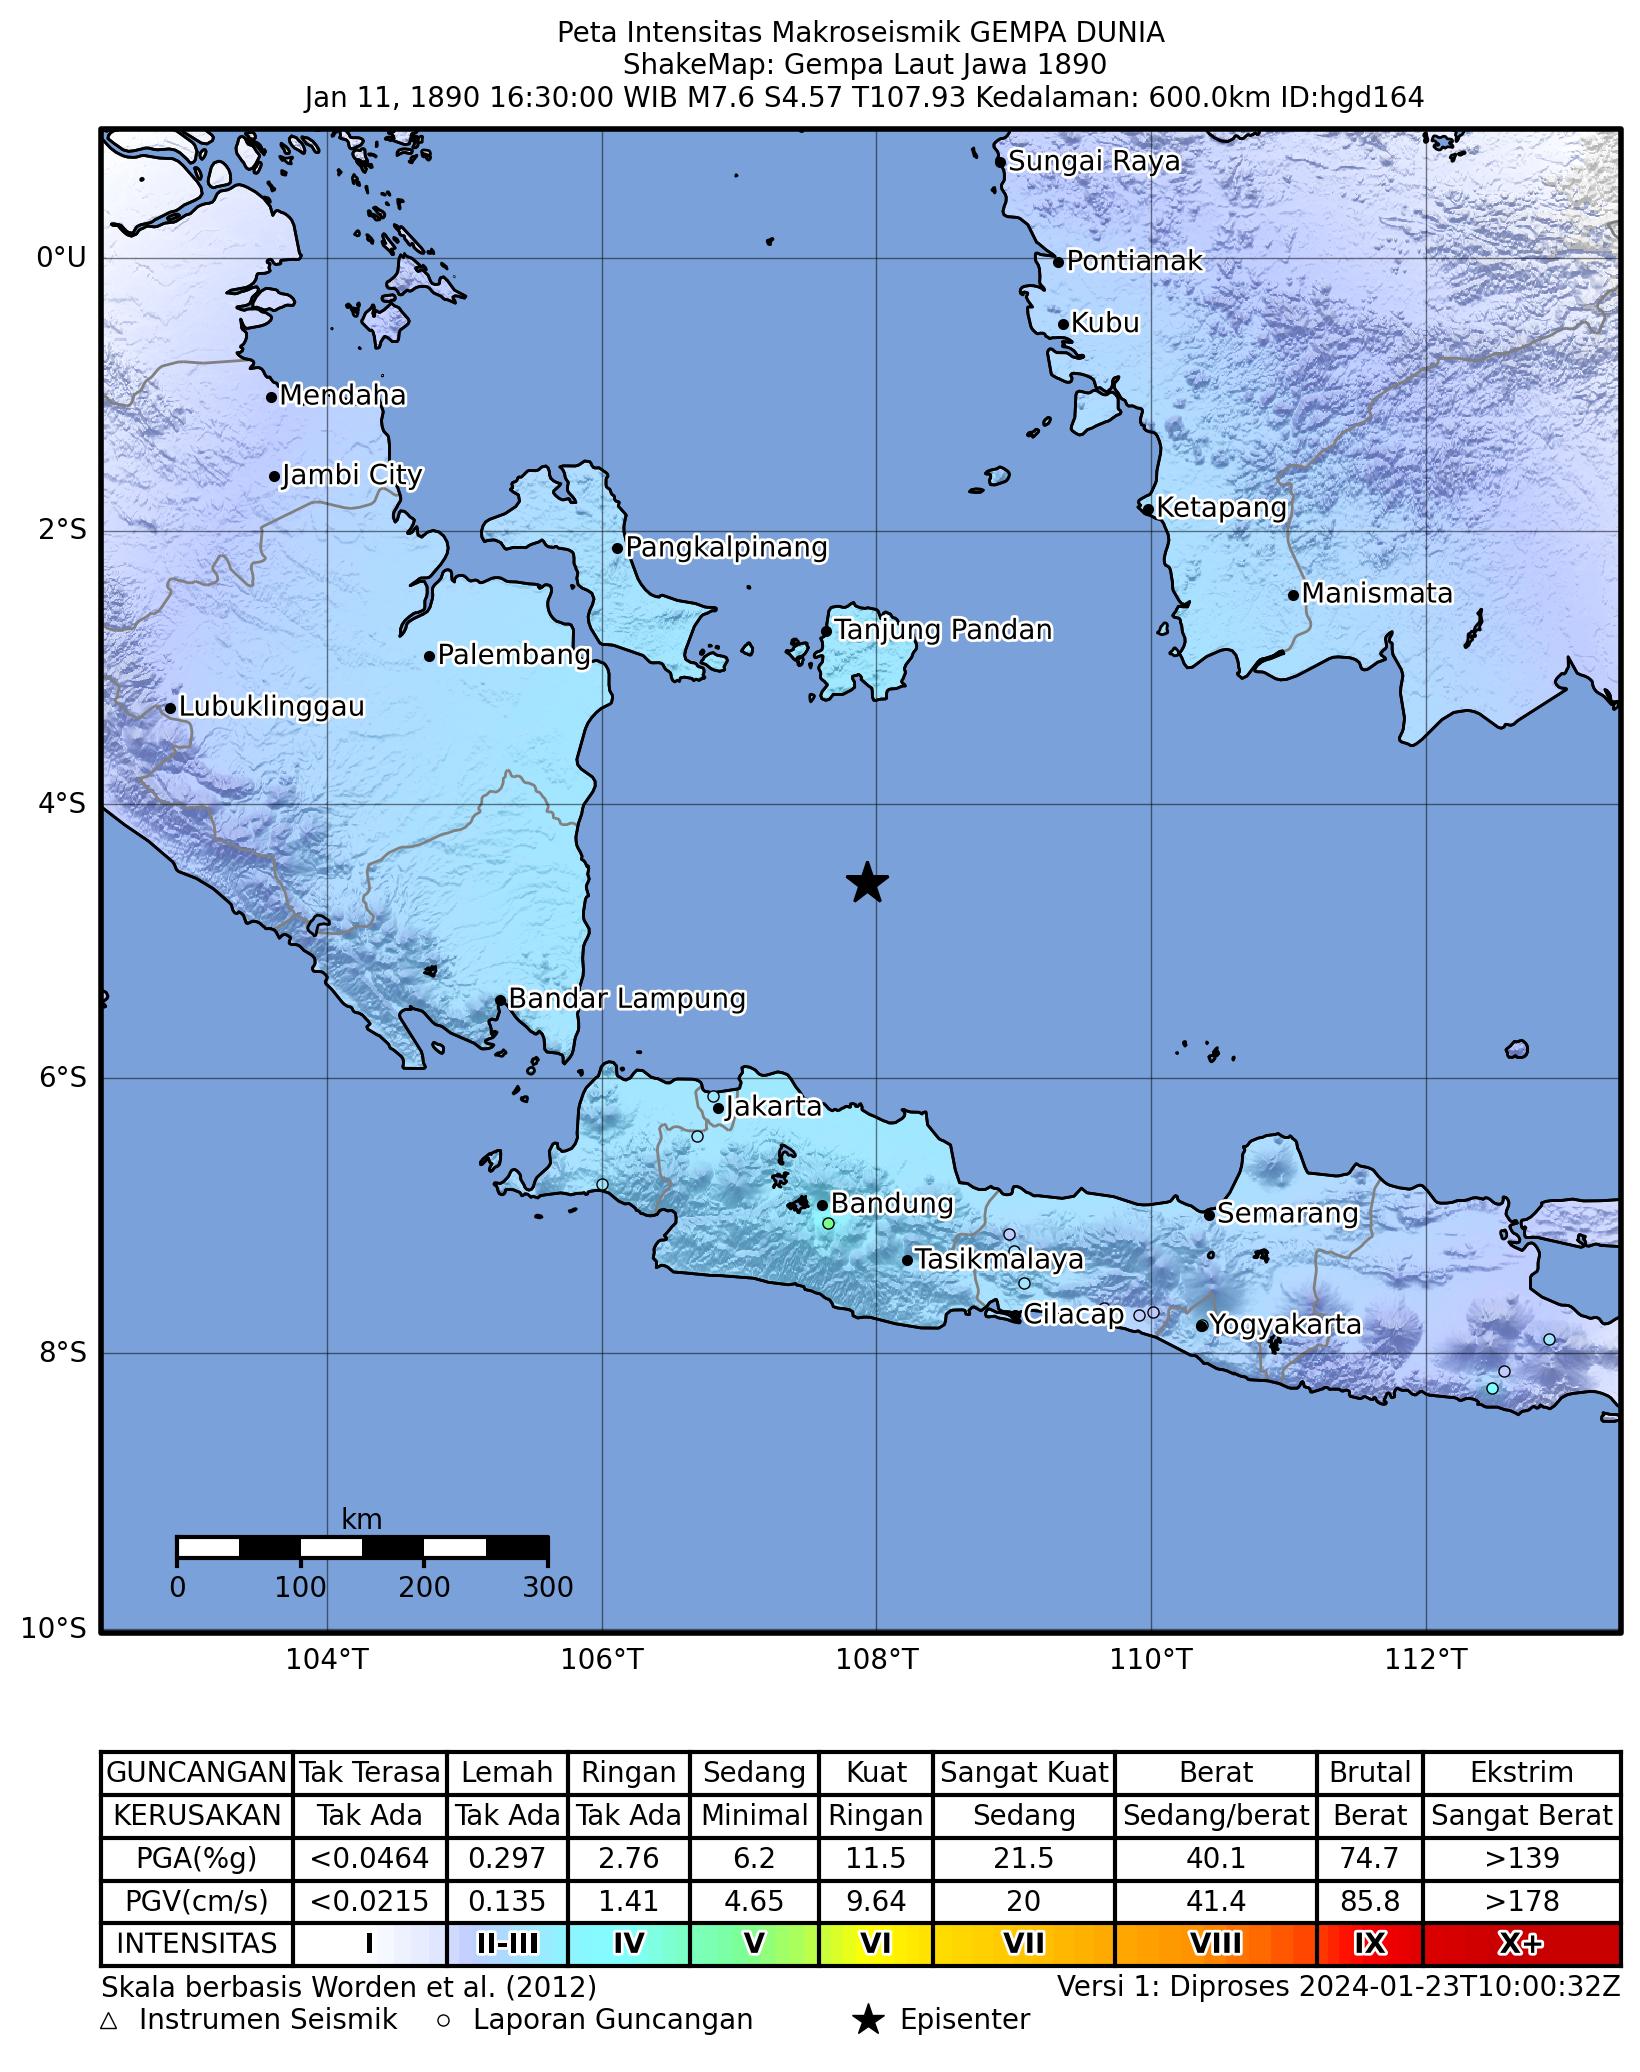 Peta Intensitas Makroseismik GEMPA DUNIA
ShakeMap: Gempa Laut Jawa 1890
Jan 11, 1890 16:30:00 WIB M7.6 S4.57 T107.93 Kedalaman: 600.0km ID:hgd164
Sungai Raya
0°U
Pontianak
Kubu
Mendaha
Jambi City
Ketapang
2°S
Pangkalpinang
Manismata
Tanjung Pandan
Palembang
Lubuklinggau
4°S
Bandar Lampung
6°S
Jakarta
Bandung
Semarang
Tasikmalaya
Cilacap
Yogyakarta
8°S
km
0 100 200 300
10°S
104°T 106°T 108°T 110°T 112°T
GUNCANGAN Tak Terasa Lemah Ringan Sedang Kuat Sangat Kuat Berat Brutal Ekstrim
KERUSAKAN Tak Ada Tak Ada Tak Ada Minimal Ringan Sedang Sedang/berat Berat Sangat Berat
PGA(%g) <0.0464 0.297 2.76 6.2 11.5 21.5 40.1 74.7 >139
PGV(cm/s) <0.0215 0.135 1.41 4.65 9.64 20 41.4 85.8 >178
INTENSITAS I II-III IV V VI VII VIII IX X+
Skala berbasis Worden et al. (2012) Versi 1: Diproses 2024-01-23T10:00:32Z
Instrumen Seismik Laporan Guncangan Episenter